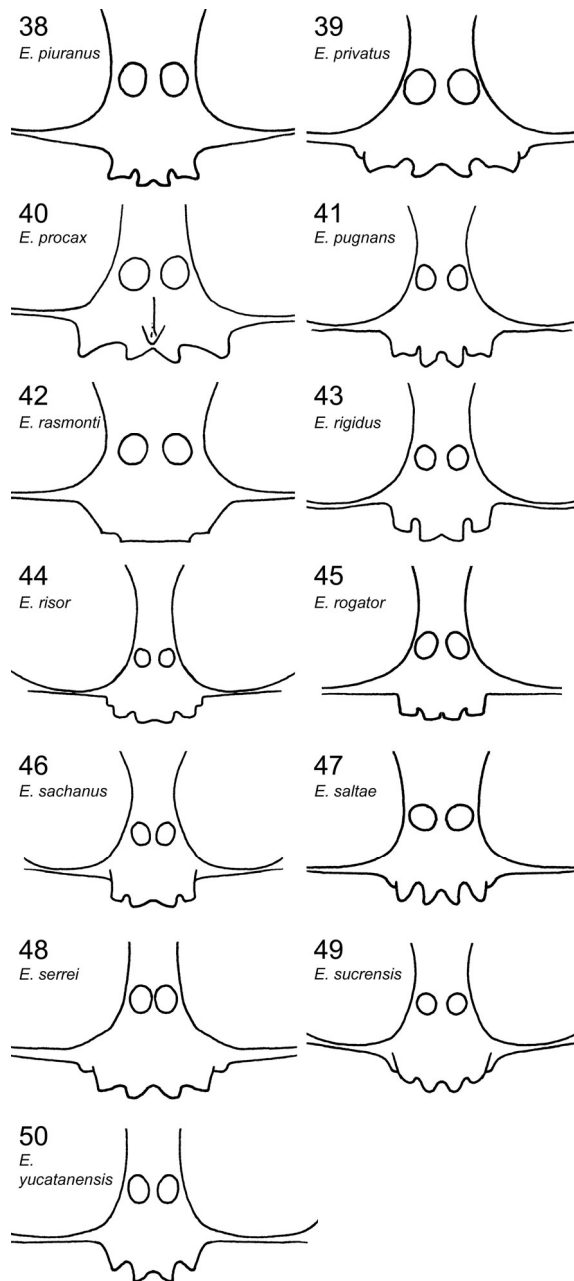 38
E. piuranus
39
E. privatus
40
E. procax
41
E. pugnans
42
E. rasmonti
43
E. rigidus
44
E. risor
45
E. rogator
46
E. sachanus
47
E. saltae
48
E. serrei
49
E. sucrensis
50
E.
yucatanensis